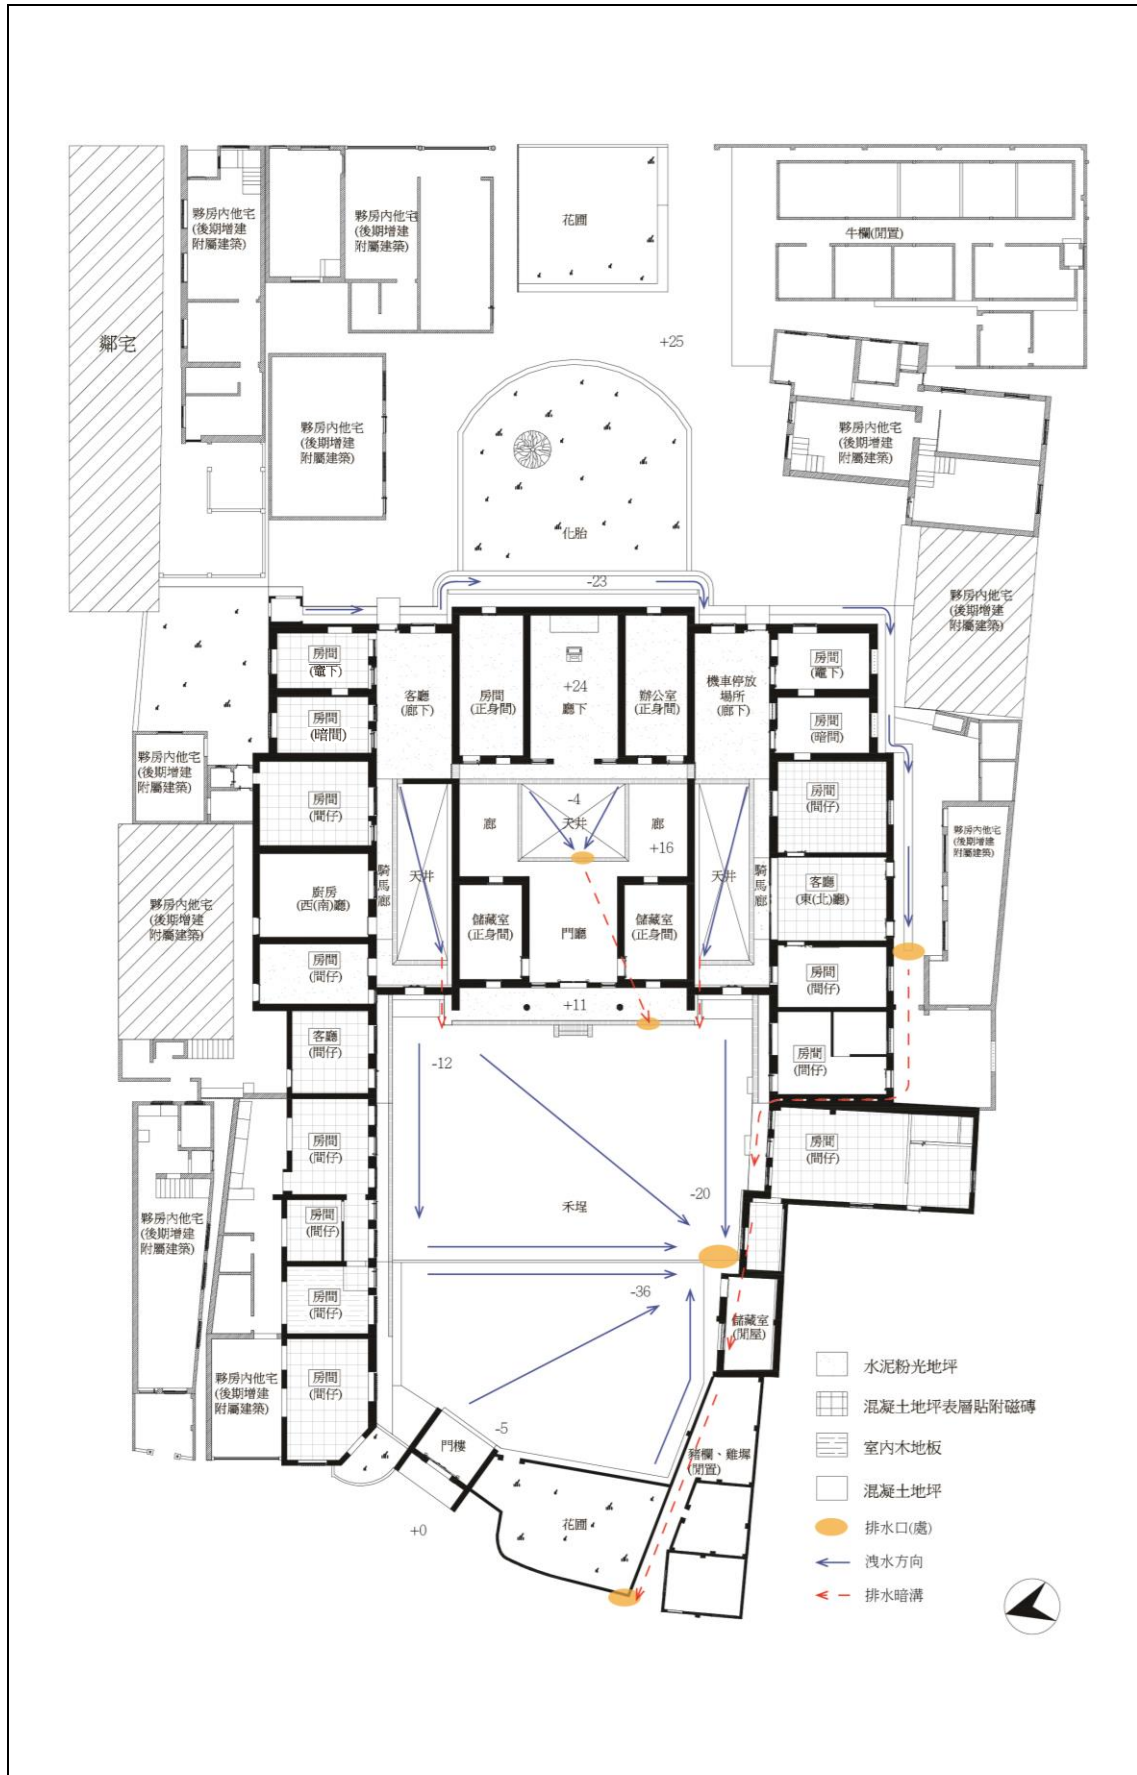 夥房內他宅
(後期增建
附屬建築)
夥房內他宅
(後期增建
附屬建築)
花圃
牛欄(閒置)
鄰宅
+25
夥房內他宅
(後期增建
附屬建築)
夥房內他宅
(後期增建
附屬建築)
化胎
-23
夥房內他宅
(後期增建
附屬建築)
房間
(竈下)
客廳
(廊下)
房間
(正身間)
+24
廳下
辦公室
(正身間)
機車停放
場所
(廊下)
房間
(竈下)
房間
(暗間)
房間
(暗間)
夥房內他宅
(後期增建
附屬建築)
房間
(間仔)
廊
-4
天井
廊
+16
房間
(間仔)
夥房內他宅
(後期增建
附屬建築)
廚房
(西(南)廳)
騎馬廊
天井
天井
騎馬廊
客廳
(東(北)廳)
夥房內他宅
(後期增建
附屬建築)
儲藏室
(正身間)
門廳
儲藏室
(正身間)
房間
(間仔)
房間
(間仔)
+11
客廳
(間仔)
房間
(間仔)
-12
房間
(間仔)
房間
(間仔)
-20
禾埕
夥房內他宅
(後期增建
附屬建築)
房間
(間仔)
房間
(間仔)
-36
儲藏室
(閒屋)
夥房內他宅
(後期增建
附屬建築)
房間
(間仔)
-5
門樓
豬欄、雞塒
(閒置)
+0
花圃
水泥粉光地坪
混凝土地坪表層貼附磁磚
室內木地板
混凝土地坪
排水口(處)
洩水方向
排水暗溝